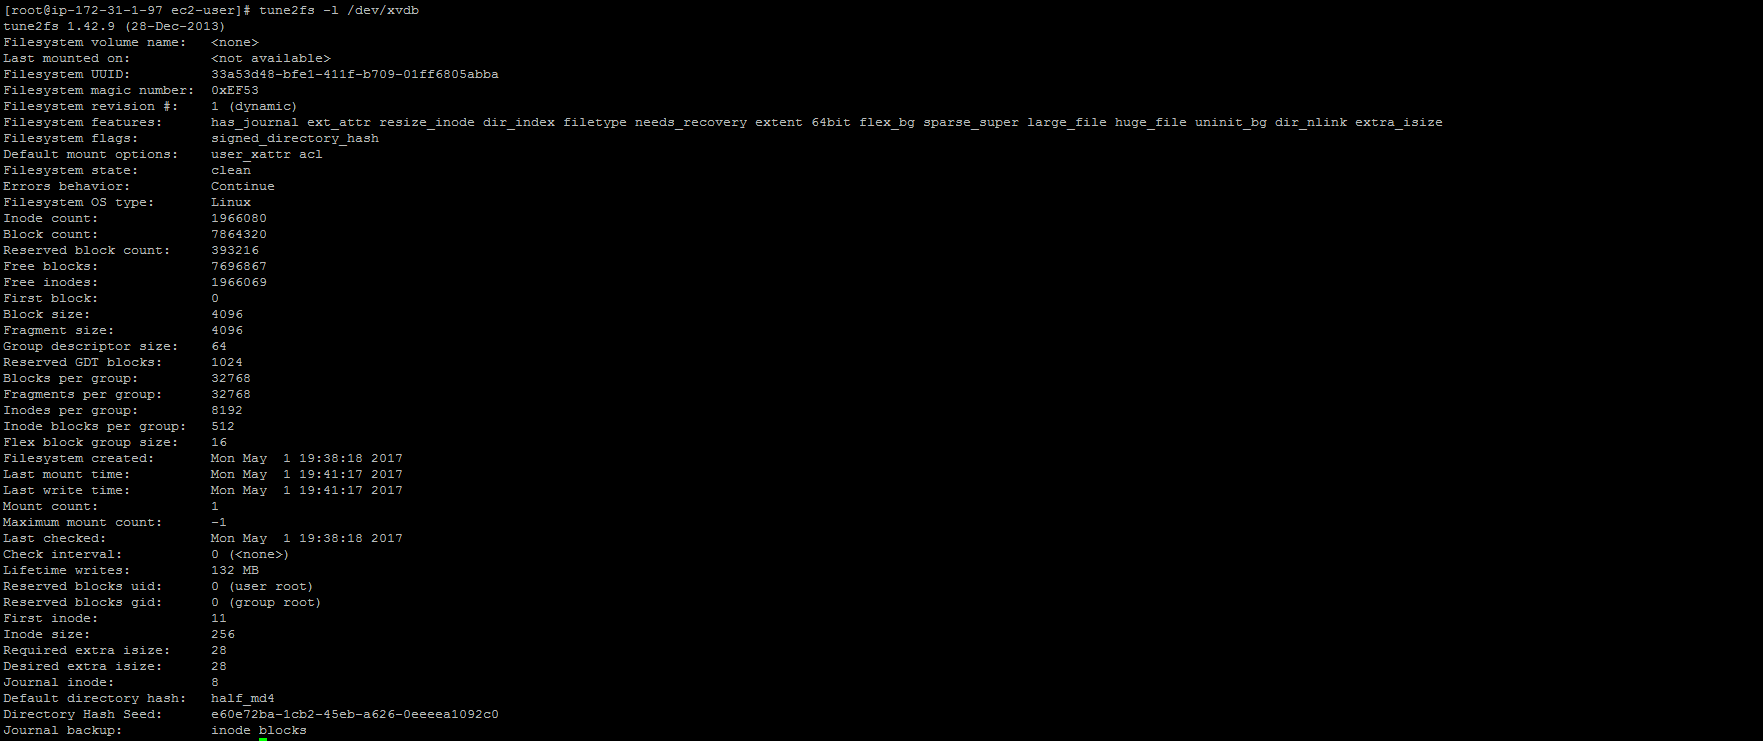 [root@ip-172-31-1-97 ec2-user]# tune2fs -l /dev/xvdb
tune2fs 1.42.9 (28-Dec-2013)
Filesystem volume name:   <none>
Last mounted on:          <not available>
Filesystem UUID:          33a53d48-bfe1-411f-b709-01ff6805abba
Filesystem magic number:  0xEF53
Filesystem revision #:    1 (dynamic)
Filesystem features:      has_journal ext_attr resize_inode dir_index filetype needs_recovery extent 64bit flex_bg sparse_super large_file huge_file uninit_bg dir_nlink extra_isize
Filesystem flags:         signed_directory_hash
Default mount options:    user_xattr acl
Filesystem state:         clean
Errors behavior:          Continue
Filesystem OS type:       Linux
Inode count:              1966080
Block count:              7864320
Reserved block count:     393216
Free blocks:              7696867
Free inodes:              1966069
First block:              0
Block size:               4096
Fragment size:            4096
Group descriptor size:    64
Reserved GDT blocks:      1024
Blocks per group:         32768
Fragments per group:      32768
Inodes per group:         8192
Inode blocks per group:   512
Flex block group size:    16
Filesystem created:       Mon May  1 19:38:18 2017
Last mount time:          Mon May  1 19:41:17 2017
Last write time:          Mon May  1 19:41:17 2017
Mount count:              1
Maximum mount count:      -1
Last checked:             Mon May  1 19:38:18 2017
Check interval:           0 (<none>)
Lifetime writes:          132 MB
Reserved blocks uid:      0 (user root)
Reserved blocks gid:      0 (group root)
First inode:              11
Inode size:               256
Required extra isize:     28
Desired extra isize:      28
Journal inode:            8
Default directory hash:   half_md4
Directory Hash Seed:      e60e72ba-1cb2-45eb-a626-0eeeea1092c0
Journal backup:           inode blocks